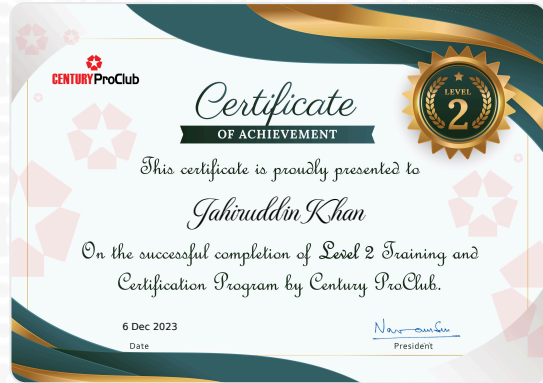 CENTURY ProClub
Certificate
OF ACHIEVEMENT
LEVEL
2
This certificate is proudly presented to
Jahiruddin Khan
On the successful completion of Level 2 Training and
Certification Program by Century ProClub.
6 Dec 2023
Date
President